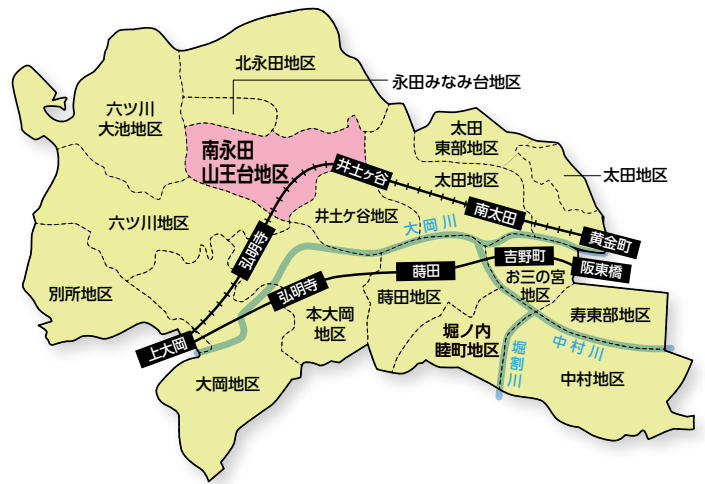 北永田地区
永田みなみ台地区
六ツ川
大池地区
太田
東部地区
南永田
山王台地区
井土ヶ谷
太田地区
太田地区
六ツ川地区
井土ケ谷地区
南太田
大岡川
黄金町
弘明寺
吉野町
阪東橋
別所地区
弘明寺
蒔田
お三の宮
地区
蒔田地区
本大岡
地区
寿東部地区
堀ノ内
睦町地区
上大岡
中村川
堀割川
大岡地区
中村地区